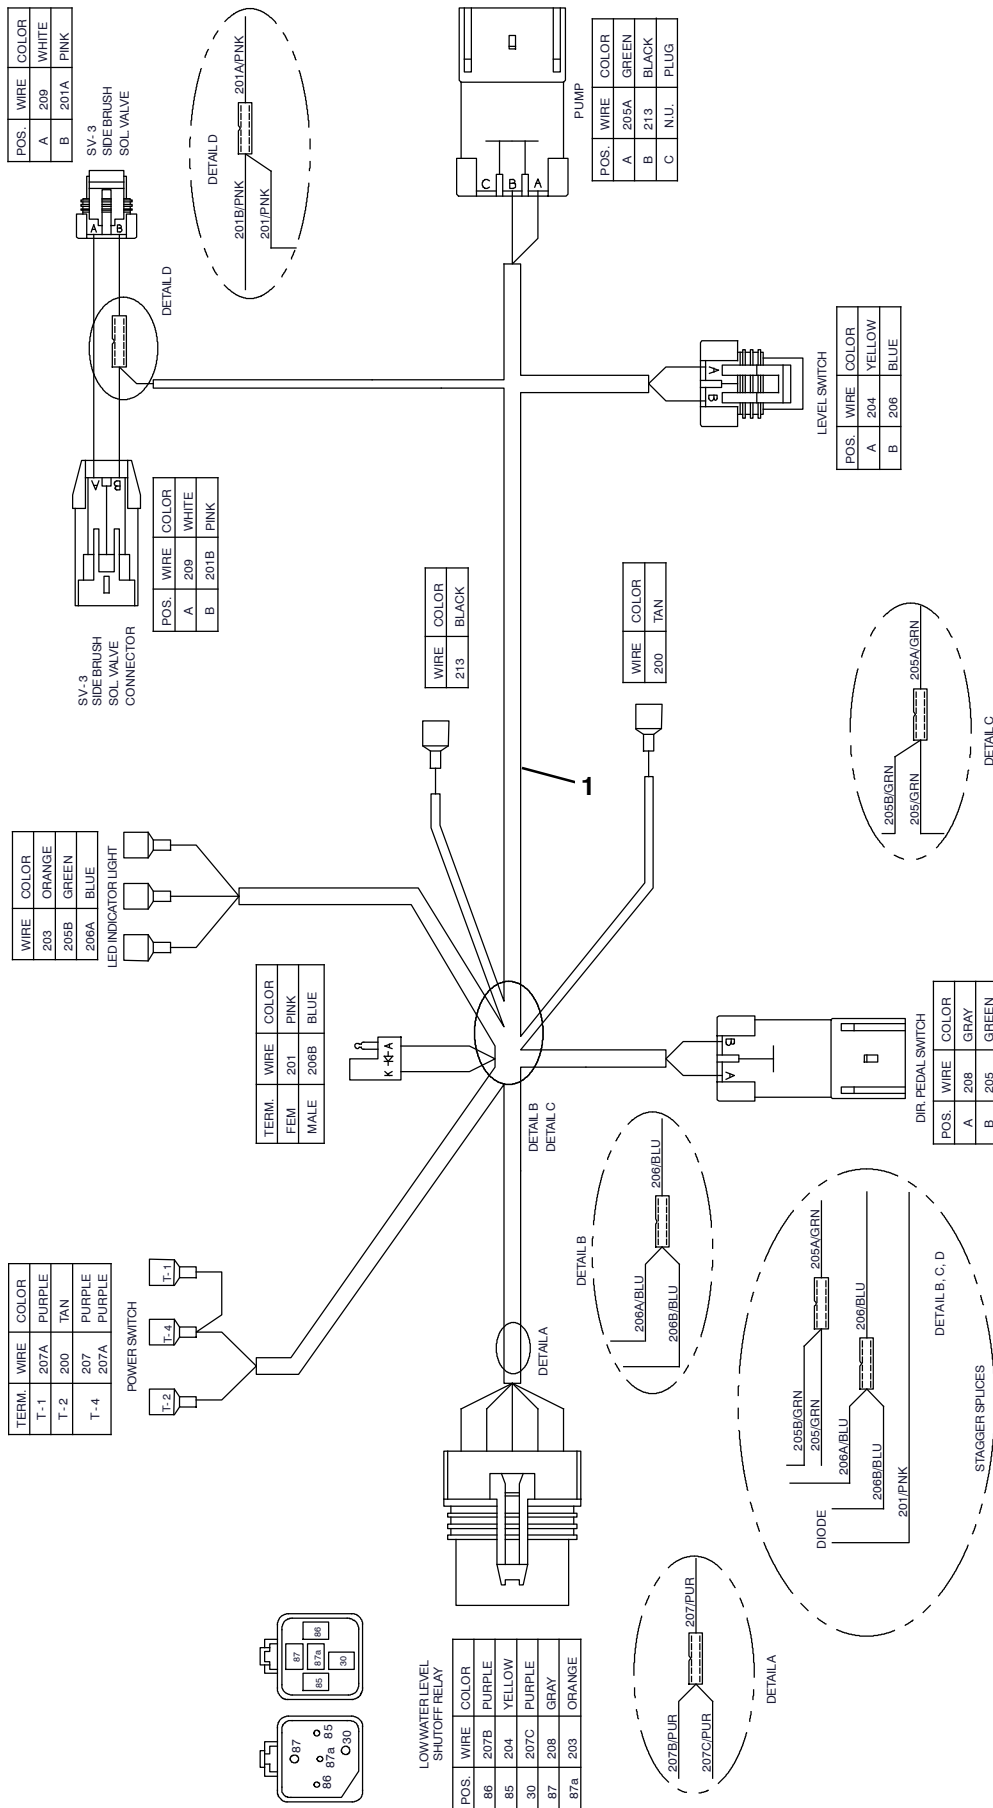 POS. WIRE COLOR
A 209 WHITE
B 201A PINK
SV-3
SIDE BRUSH
SOL VALVE
A
B
DETAIL D
DETAIL D
201A/PNK
201B/PNK
201/PNK
PUMP
C
B
A
POS. WIRE COLOR
A 205A GREEN
B 213 BLACK
C N.U. PLUG
A
B
POS. WIRE COLOR
A 209 WHITE
B 201B PINK
SV-3
SIDE BRUSH
SOL VALVE
CONNECTOR
A
B
LEVEL SWITCH
POS. WIRE COLOR
A 204 YELLOW
B 206 BLUE
WIRE COLOR
213 BLACK
WIRE COLOR
200 TAN
1
205A/GRN
205B/GRN
205/GRN
DETAIL C
WIRE COLOR
203 ORANGE
205B GREEN
206A BLUE
LED INDICATOR LIGHT
TERM. WIRE COLOR
FEM 201 PINK
MALE 206B BLUE
K A
DETAIL B
DETAIL C
B
A
DIR. PEDAL SWITCH
POS. WIRE COLOR
A 208 GRAY
B 205 GREEN
TERM. WIRE COLOR
T-1 207A PURPLE
T-2 200 TAN
T-4 207 PURPLE
207A PURPLE
POWER SWITCH
T-1
T-4
T-2
DETAIL A
DETAIL B
206/BLU
206A/BLU
206B/BLU
205A/GRN
205B/GRN
205/GRN
206/BLU
206A/BLU
206B/BLU
201/PNK
DIODE
DETAIL B, C, D
STAGGER SPLICES
87
86
87a
85
30
87
85
87a
86
30
LOW WATER LEVEL
SHUTOFF RELAY
POS. WIRE COLOR
86 207B PURPLE
85 204 YELLOW
30 207C PURPLE
87 208 GRAY
87a 203 ORANGE
207/PUR
207B/PUR
207C/PUR
DETAIL A